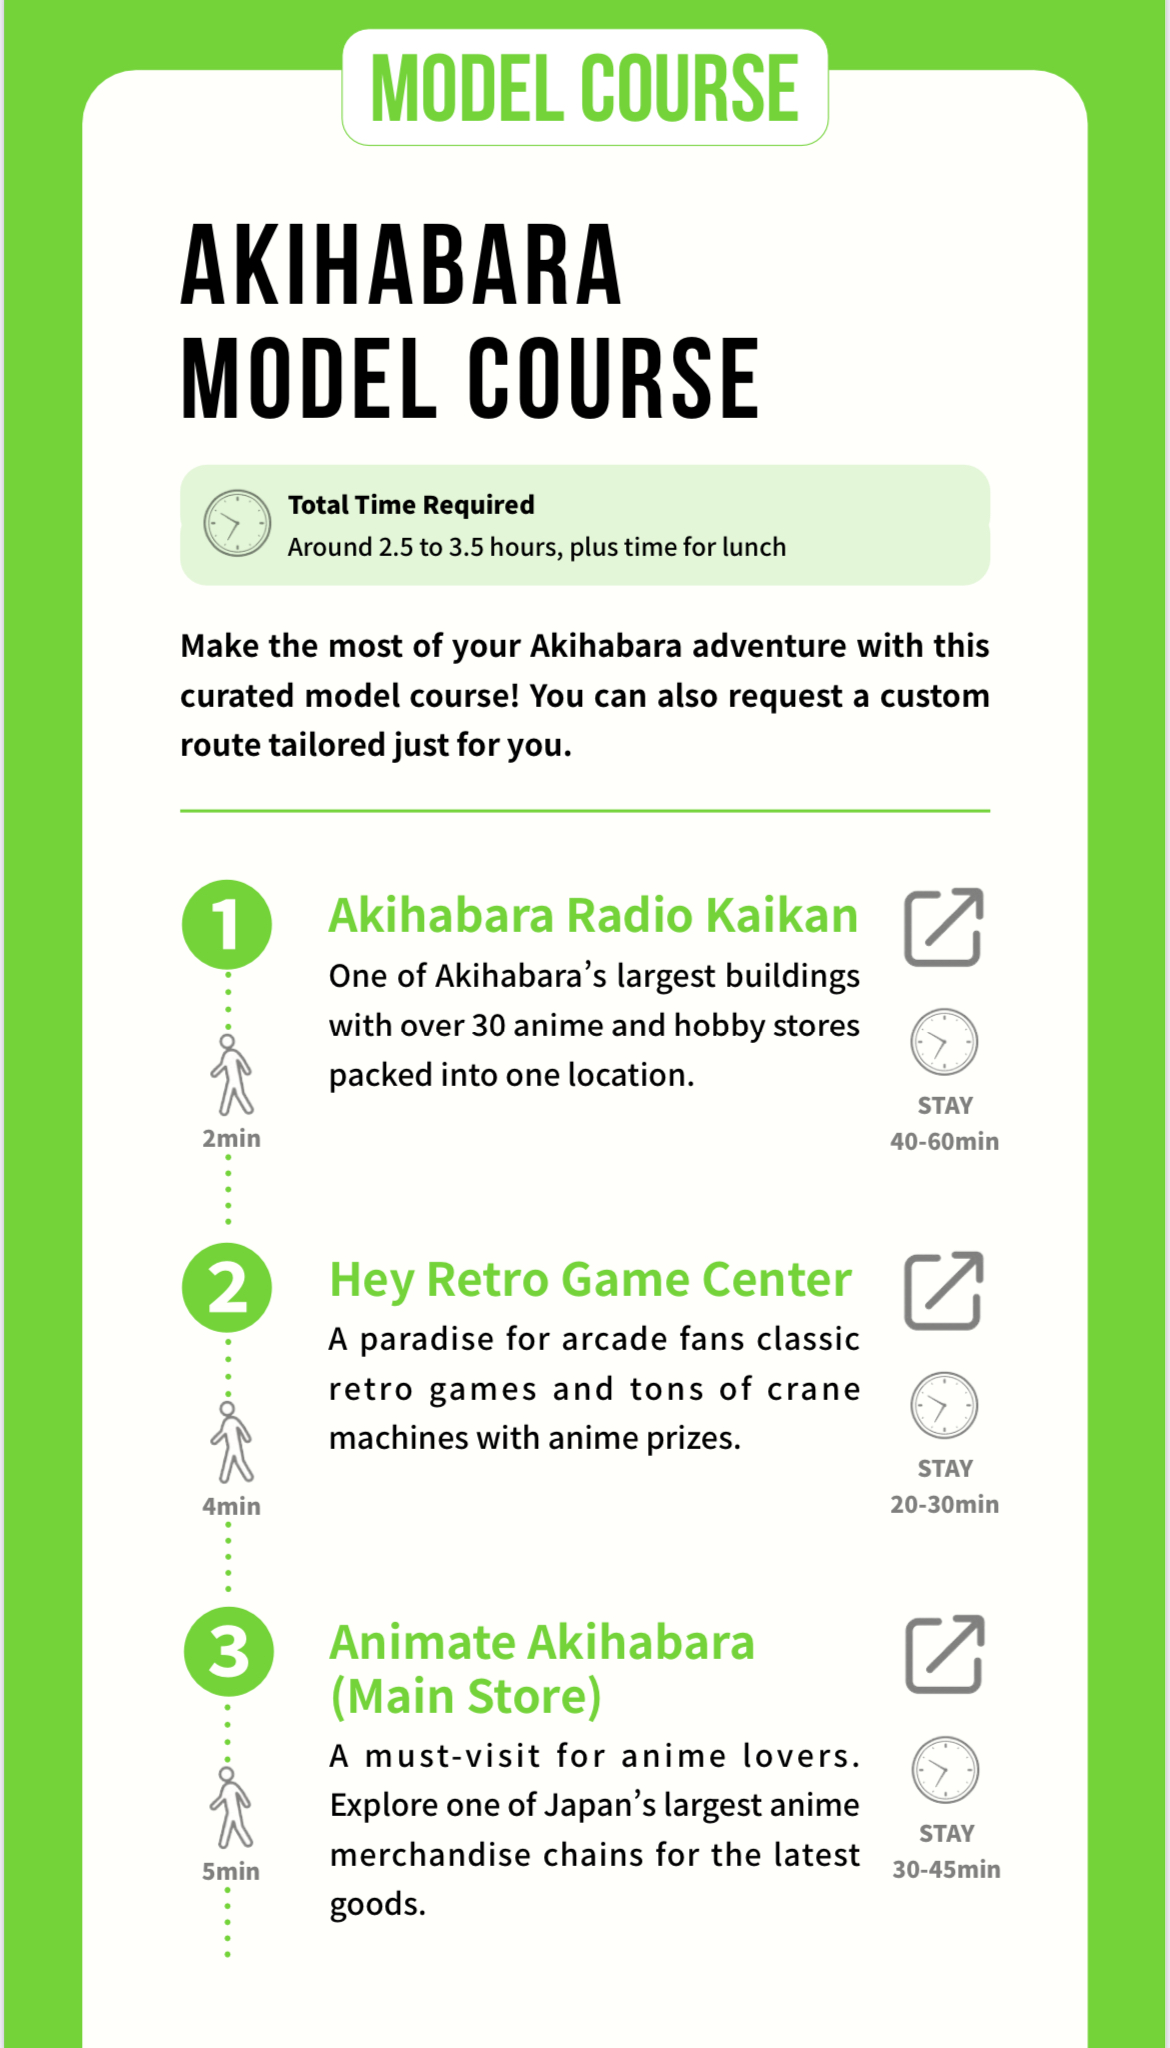 MODEL COURSE
AKIHABARA
MODEL COURSE
Total Time Required
Around 2.5 to 3.5 hours, plus time for lunch
Make the most of your Akihabara adventure with this
curated model course! You can also request a custom
route tailored just for you.
1
Akihabara Radio Kaikan
One of Akihabara’s largest buildings
with over 30 anime and hobby stores
packed into one location.
STAY
40-60min
2min
2
Hey Retro Game Center
A paradise for arcade fans classic
retro games and tons of crane
machines with anime prizes.
STAY
20-30min
4min
3
Animate Akihabara
(Main Store)
A must-visit for anime lovers.
Explore one of Japan’s largest anime
merchandise chains for the latest
goods.
STAY
30-45min
5min